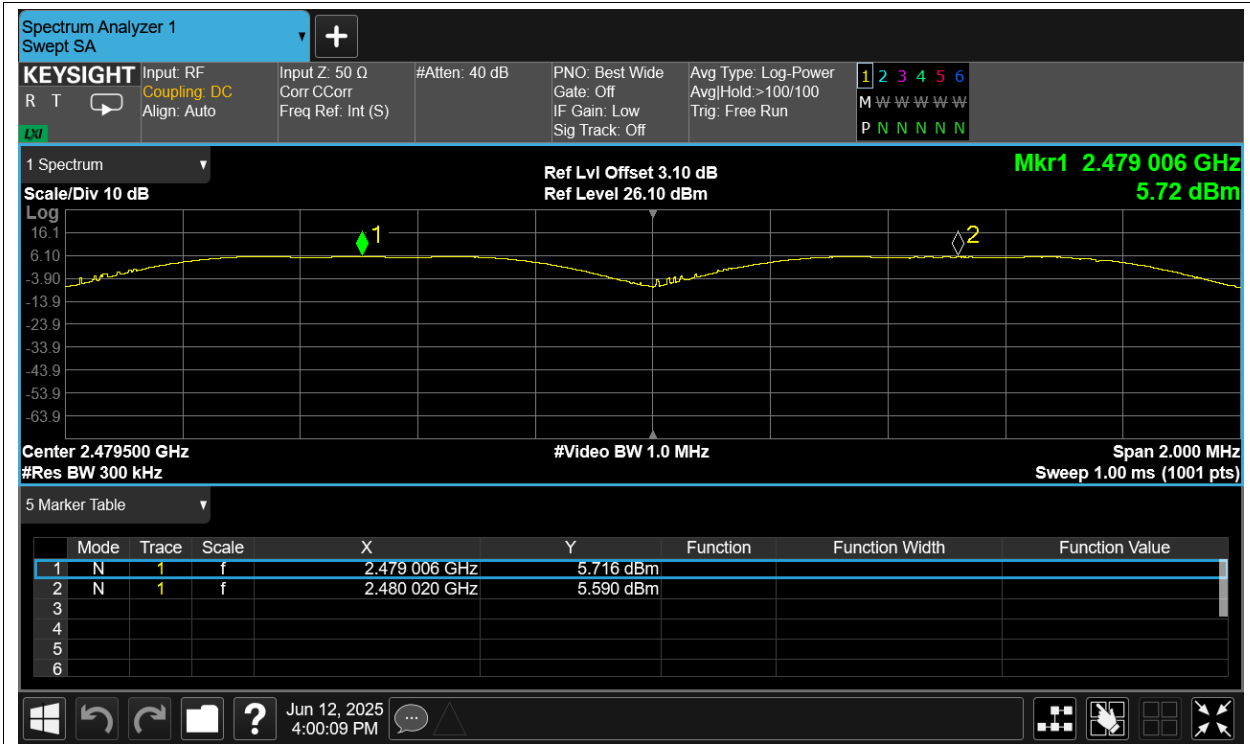 Spectrum Analyzer 1
Swept SA
KEYSIGHT
R T
LXI
Input: RF
Coupling: DC
Align: Auto
Input Z: 50 Ω
Corr CCorr
Freq Ref: Int (S)
#Atten: 40 dB
PNO: Best Wide
Gate: Off
IF Gain: Low
Sig Track: Off
Avg Type: Log-Power
Avg|Hold:>100/100
Trig: Free Run
1 2 3 4 5 6
M W W W W W
P N N N N N
1 Spectrum
Scale/Div 10 dB
Ref Lvl Offset 3.10 dB
Ref Level 26.10 dBm
Mkr1 2.479 006 GHz
5.72 dBm
Log
16.1
6.10
-3.90
-13.9
-23.9
-33.9
-43.9
-53.9
-63.9
1
2
Center 2.479500 GHz
#Video BW 1.0 MHz
Span 2.000 MHz
#Res BW 300 kHz
Sweep 1.00 ms (1001 pts)
5 Marker Table
Mode Trace Scale X Y Function Function Width Function Value
1 N 1 f 2.479 006 GHz 5.716 dBm
2 N 1 f 2.480 020 GHz 5.590 dBm
3
4
5
6
?
Jun 12, 2025
4:00:09 PM